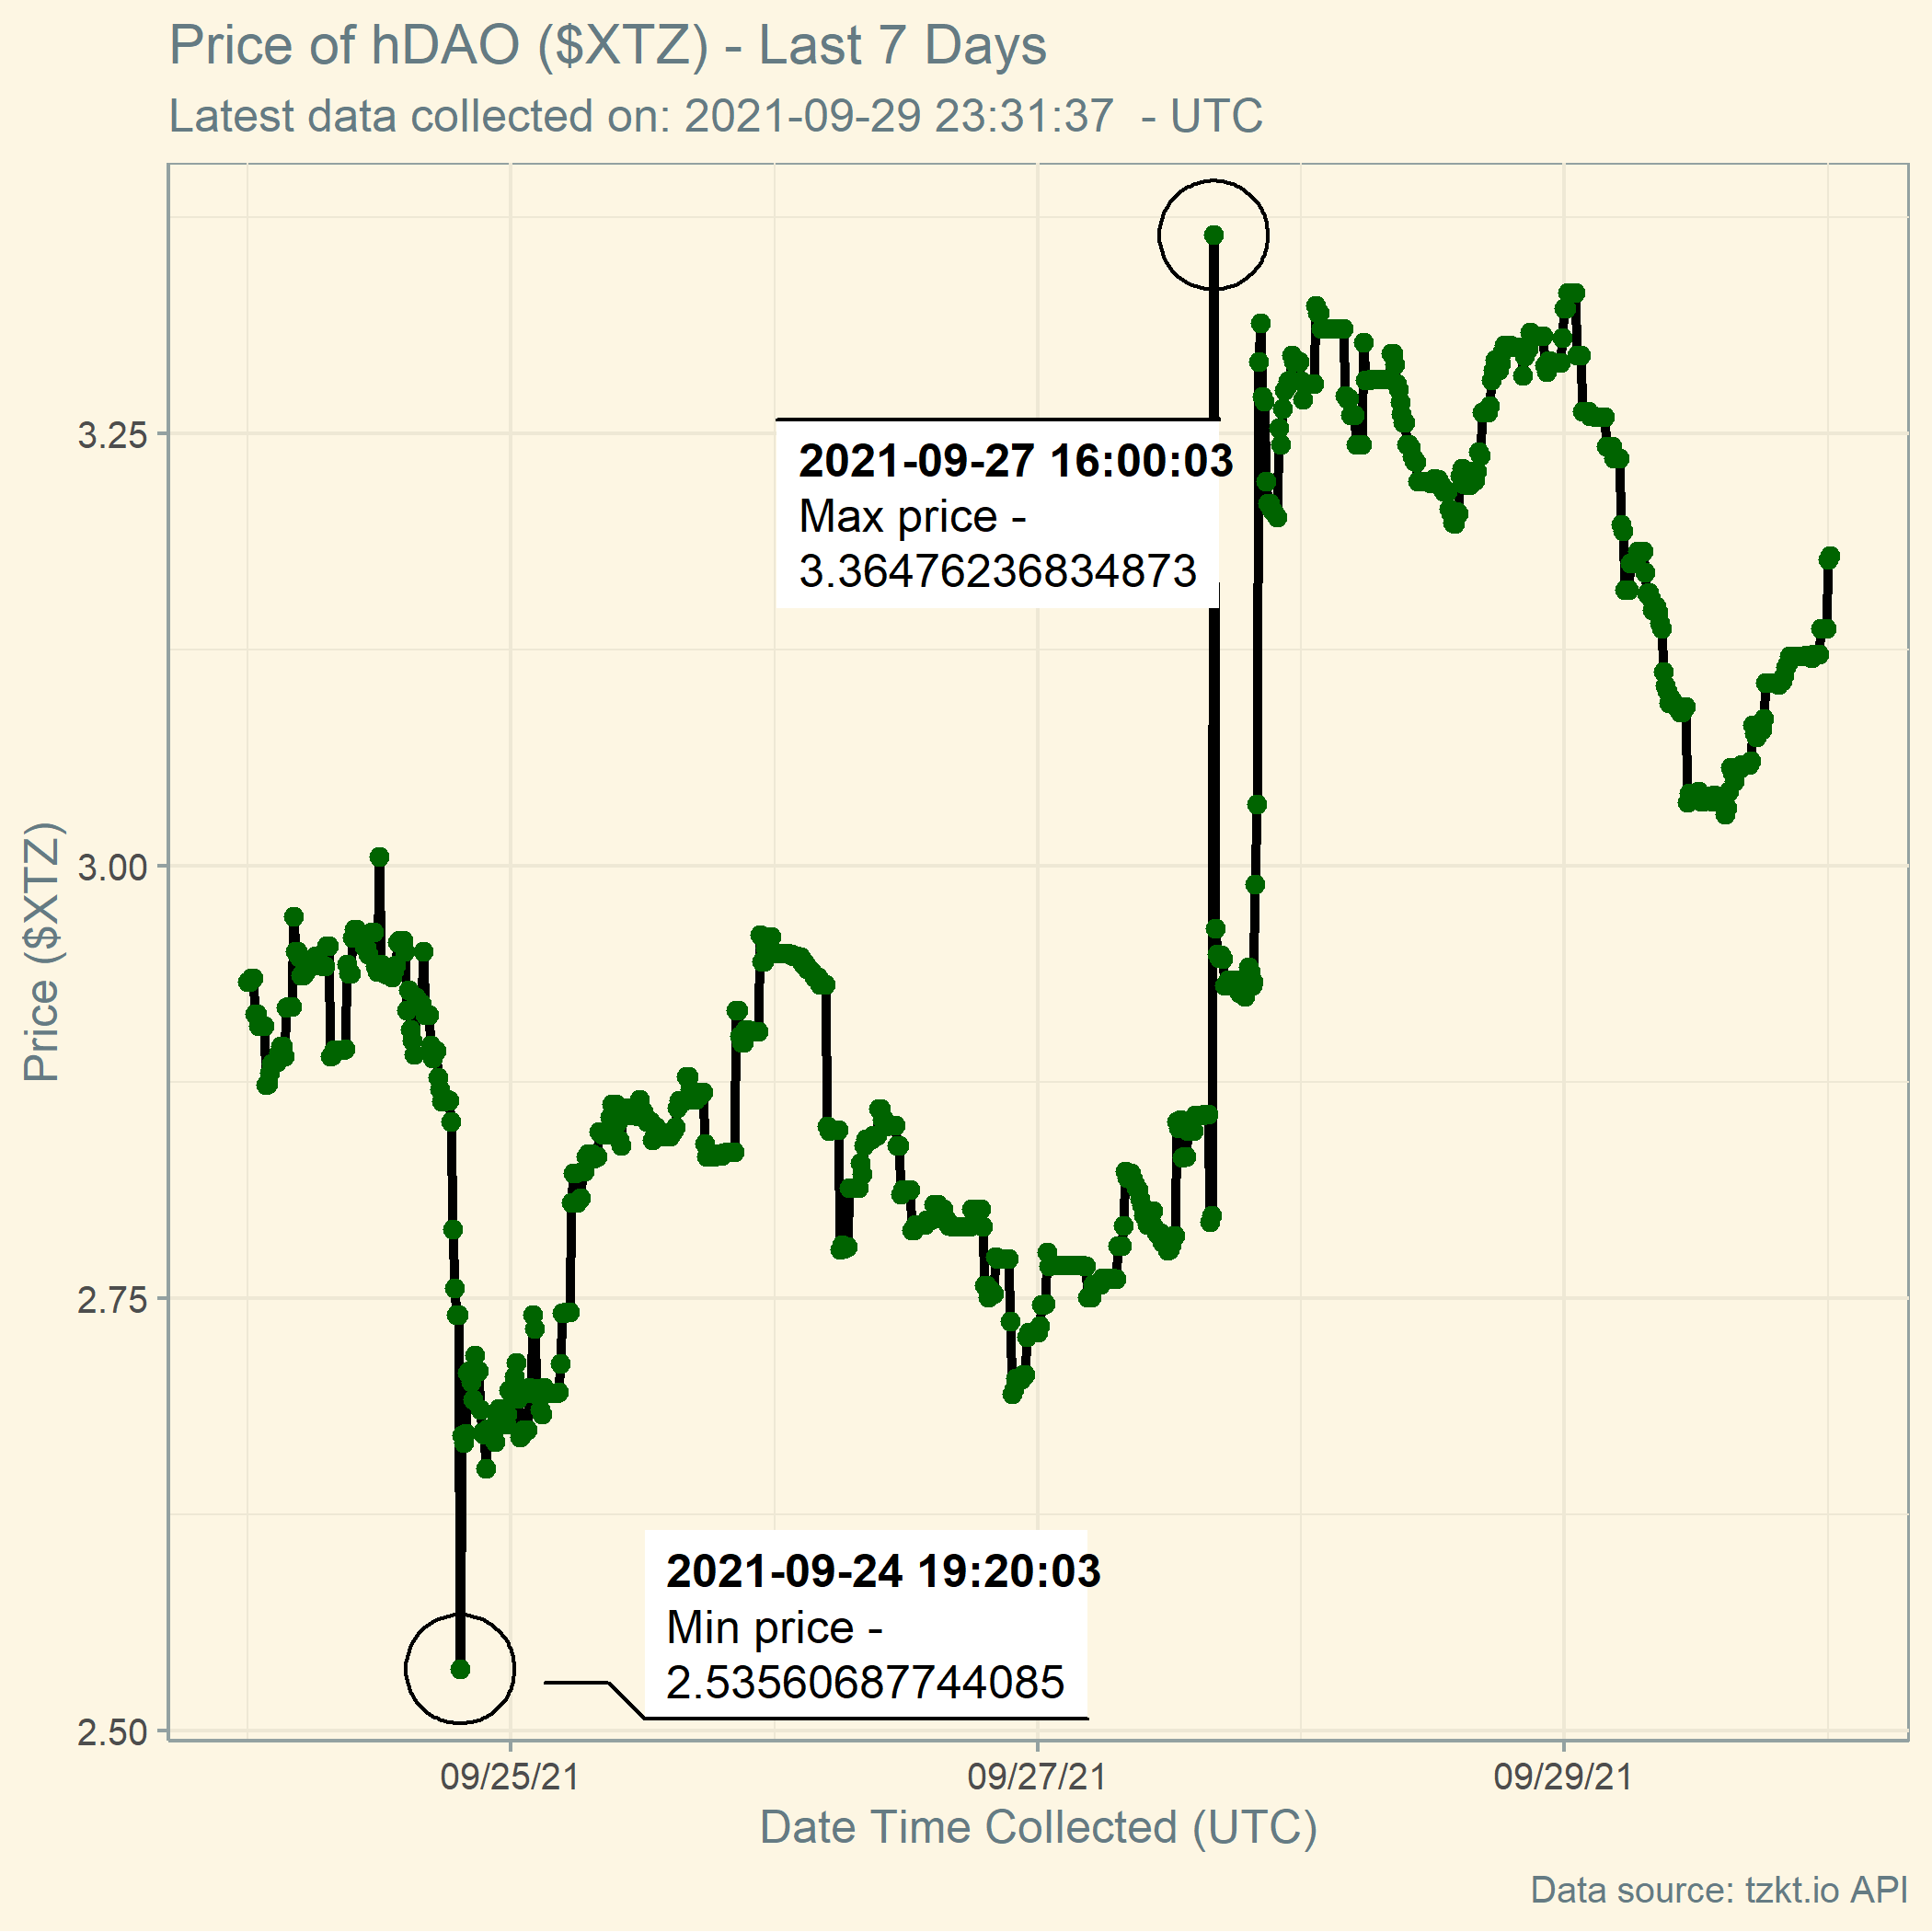 Price of hDAO ($XTZ) - Last 7 Days
Latest data collected on: 2021-09-29 23:31:37  - UTC
2021-09-27 16:00:03
Max price -
3.36476236834873
3.25
3.00
2.75
2.50
Price ($XTZ)
2021-09-24 19:20:03
Min price -
2.53560687744085
09/25/21
09/27/21
09/29/21
Date Time Collected (UTC)
Data source: tzkt.io API